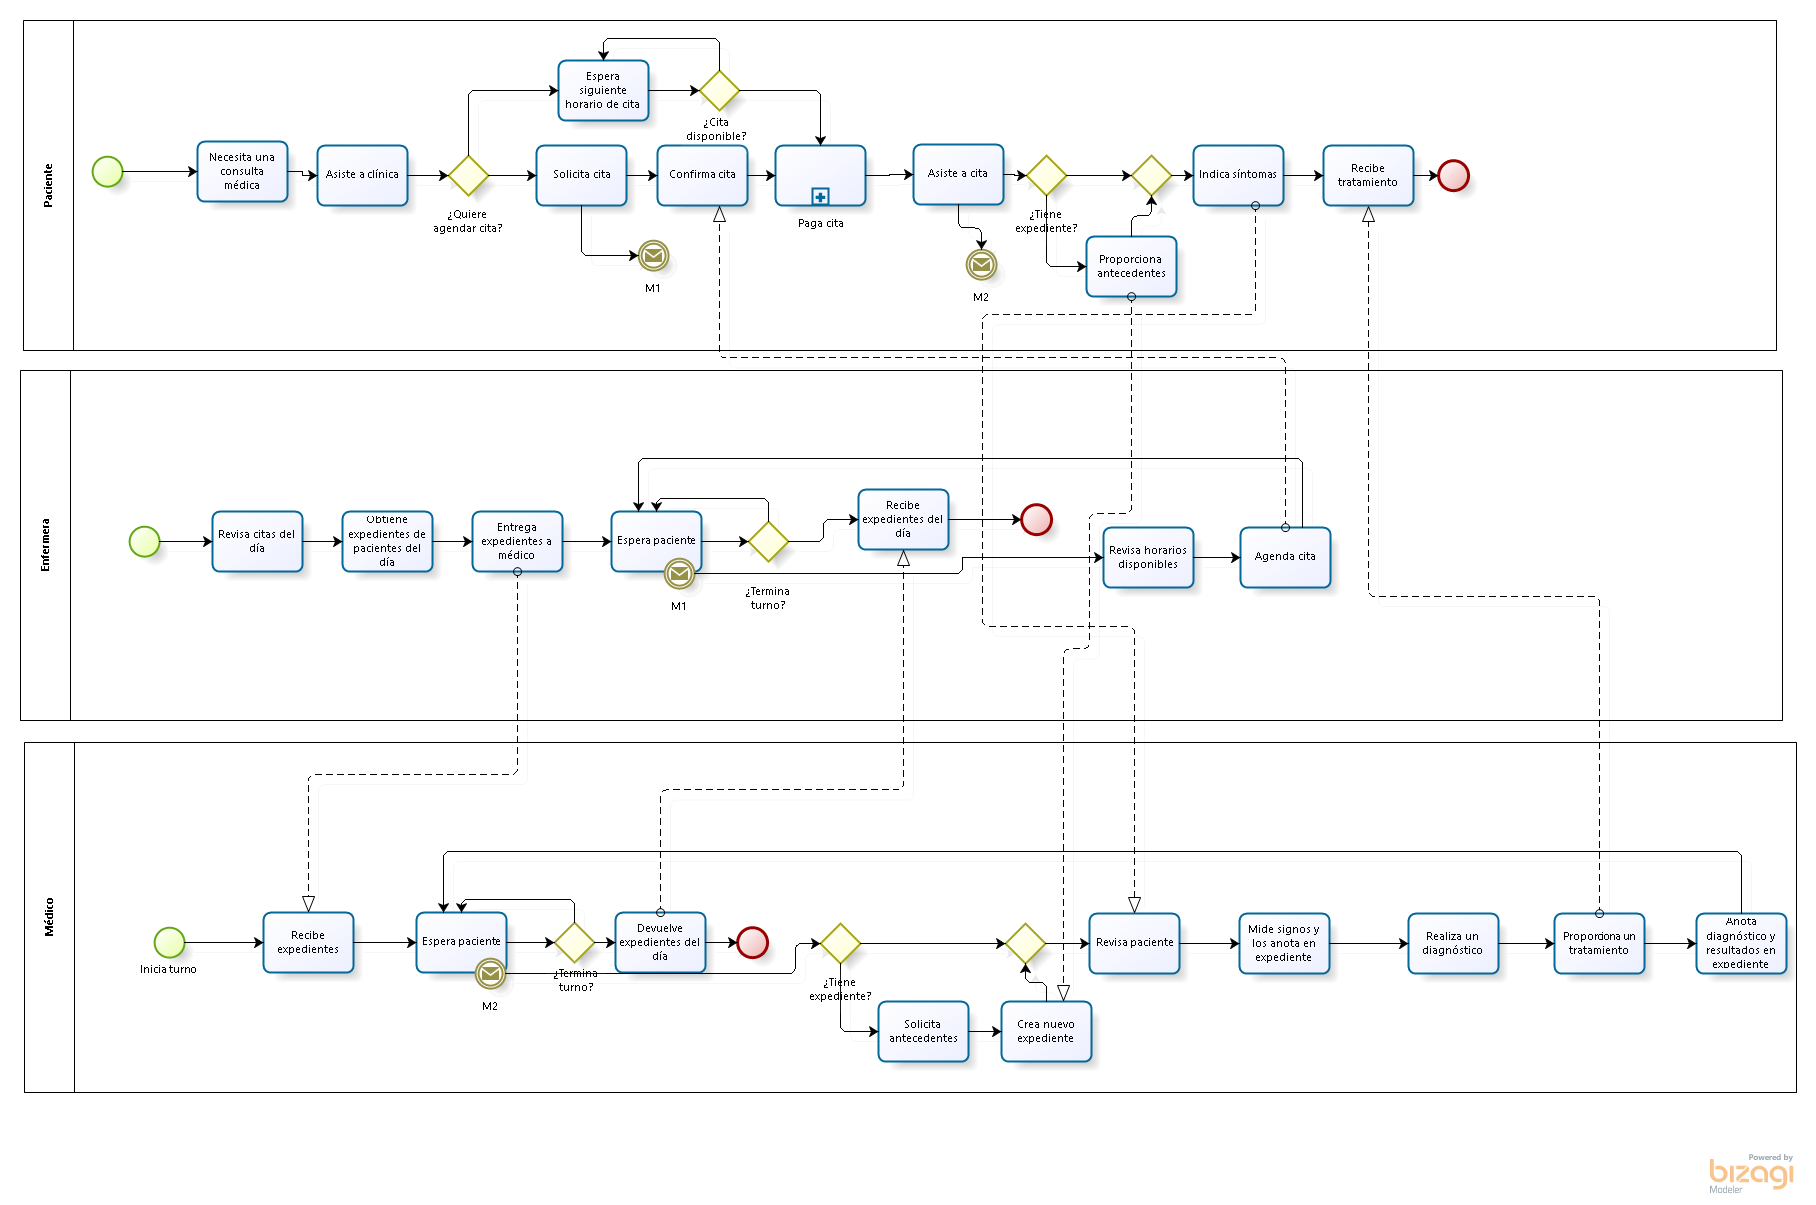 Paciente
Espera
siguiente
horario de cita
¿Cita
disponible?
Necesita una
consulta
médica
Asiste a clínica
¿Quiere
agendar cita?
Solicita cita
Confirma cita
Paga cita
Asiste a cita
¿Tiene
expediente?
Indica síntomas
Recibe
tratamiento
Proporciona
antecedentes
M1
M2
Enfermera
Revisa citas del
día
Obtiene
expedientes de
pacientes del
día
Entrega
expedientes a
médico
Espera paciente
M1
¿Termina
turno?
Recibe
expedientes del
día
Revisa horarios
disponibles
Agenda cita
Médico
Inicia turno
Recibe
expedientes
Espera paciente
M2
¿Termina
turno?
Devuelve
expedientes del
día
¿Tiene
expediente?
Solicita
antecedentes
Crea nuevo
expediente
Revisa paciente
Mide signos y
los anota en
expediente
Realiza un
diagnóstico
Proporciona un
tratamiento
Anota
diagnóstico y
resultados en
expediente
Powered by
bizagi
Modeler